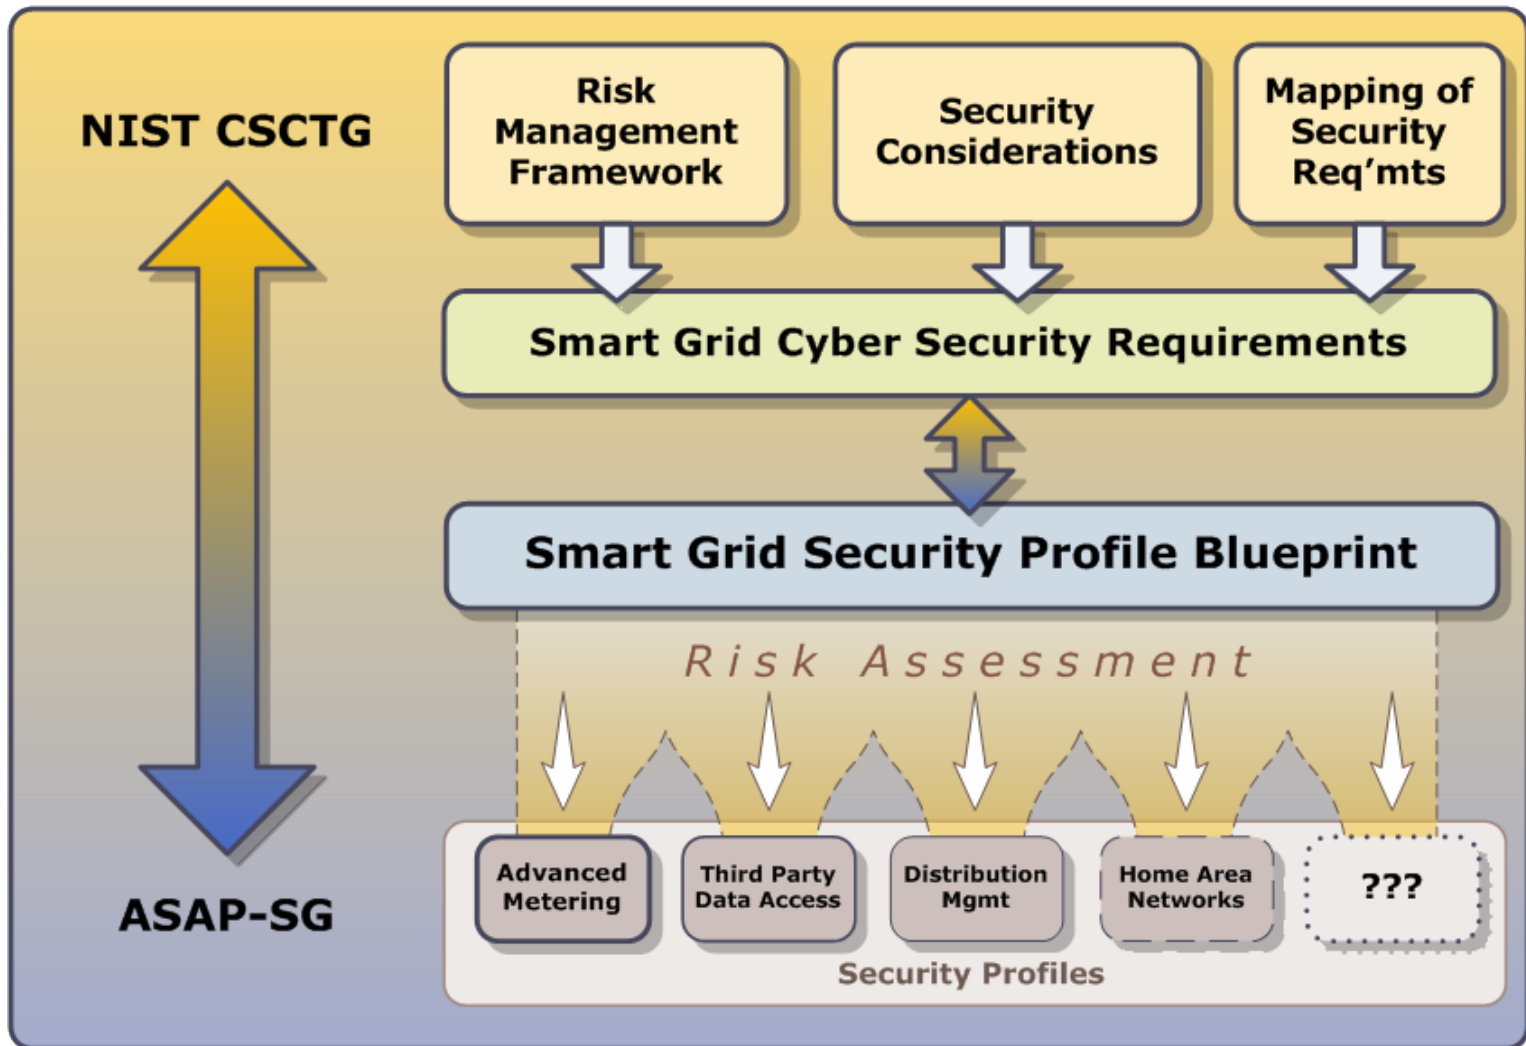 NIST CSCTG
Risk
Management
Framework
Security
Considerations
Mapping of
Security
Req'mts
Smart Grid Cyber Security Requirements
Smart Grid Security Profile Blueprint
Risk Assessment
ASAP-SG
Advanced
Metering
Third Party
Data Access
Distribution
Mgmt
Home Area
Networks
???
Security Profiles